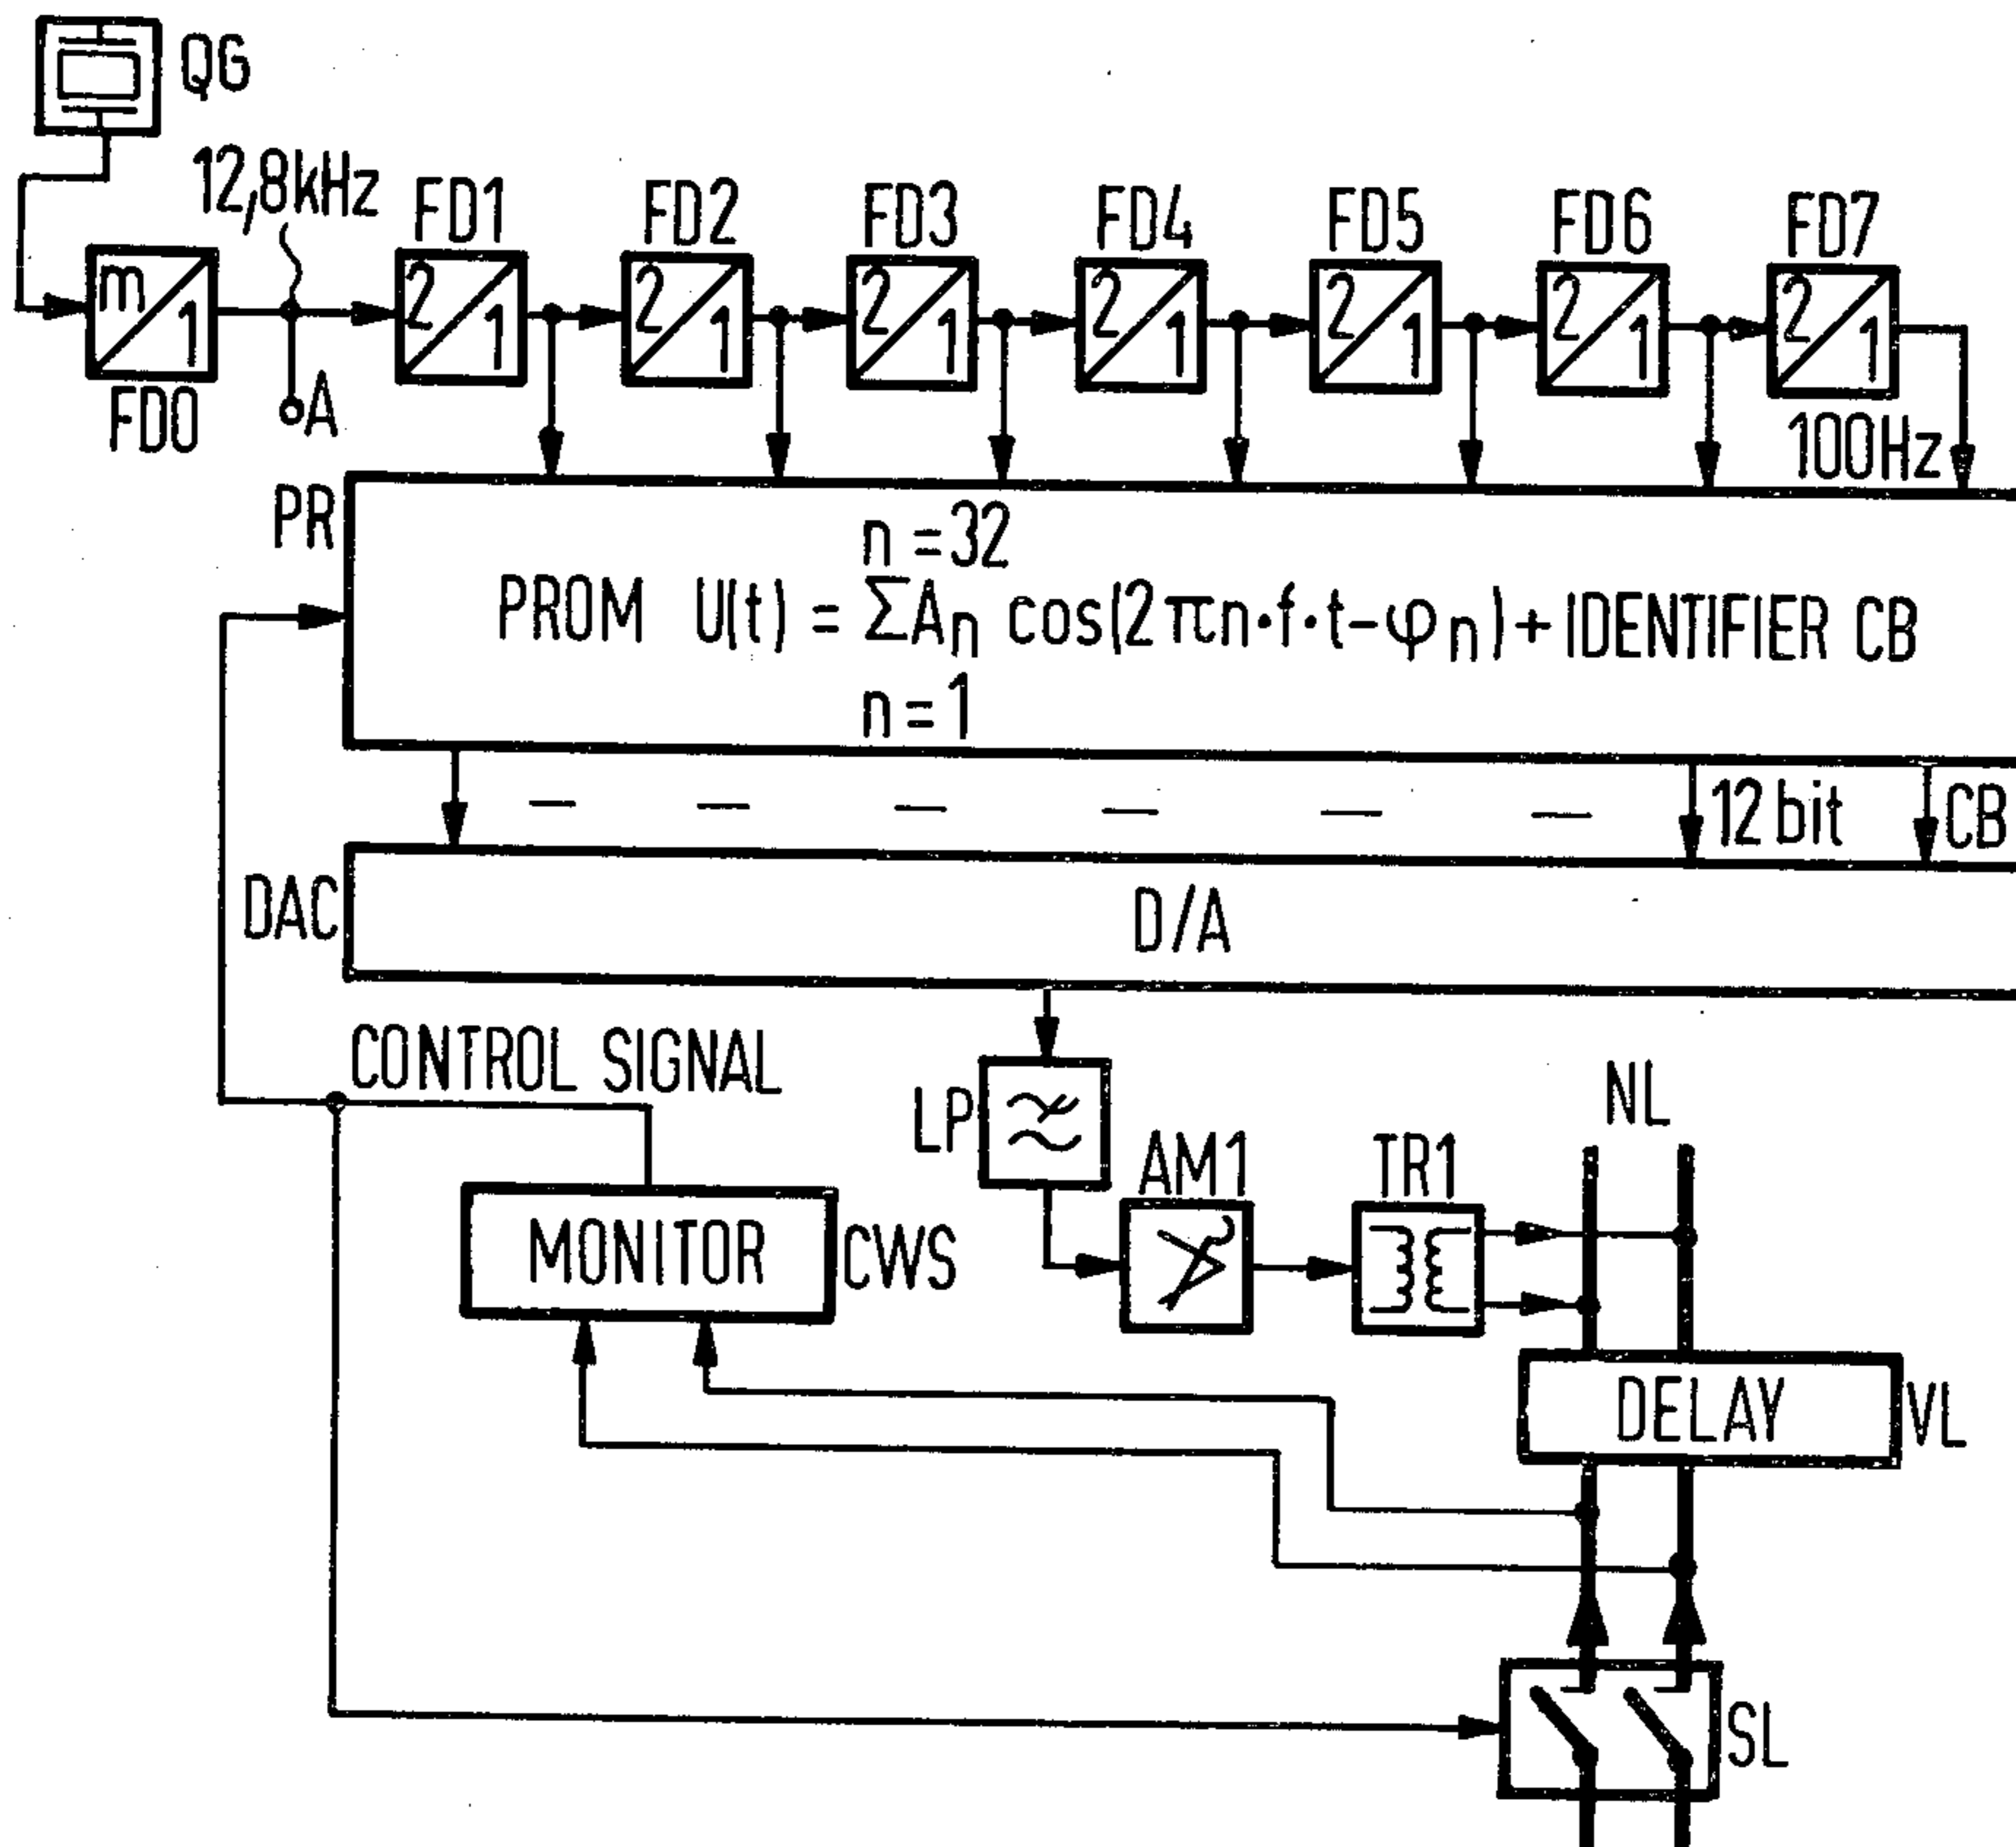 QG
12,8kHz
FD1 FD2 FD3 FD4 FD5 FD6 FD7
m 1
2 1
2 1
2 1
2 1
2 1
2 1
2 1
FD0
A
100Hz
PR
n = 32
PROM U(t) = ΣAn cos(2πn·f·t-φn) + IDENTIFIER CB
n = 1
12 bit CB
DAC
D/A
CONTROL SIGNAL
NL
LP
AM1
TR1
MONITOR CWS
DELAY VL
SL